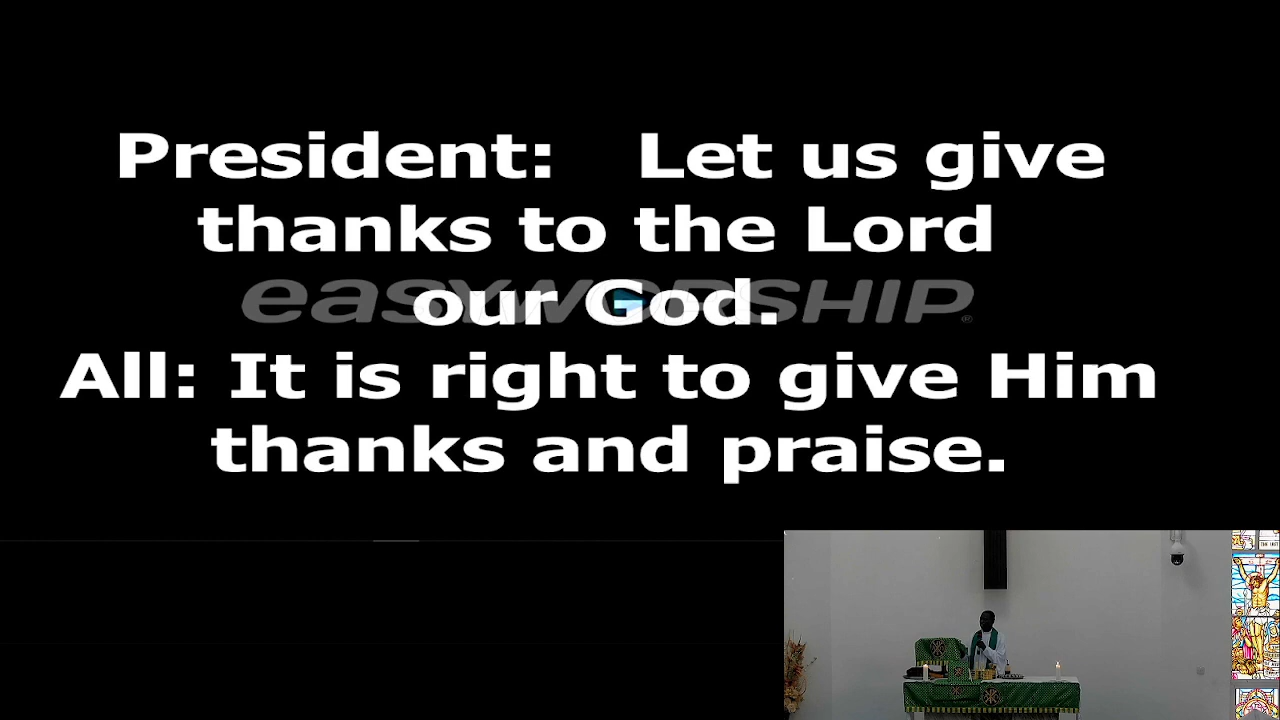 President: Let us give
thanks to the Lord
easyworship®
our God.
All: It is right to give Him
thanks and praise.